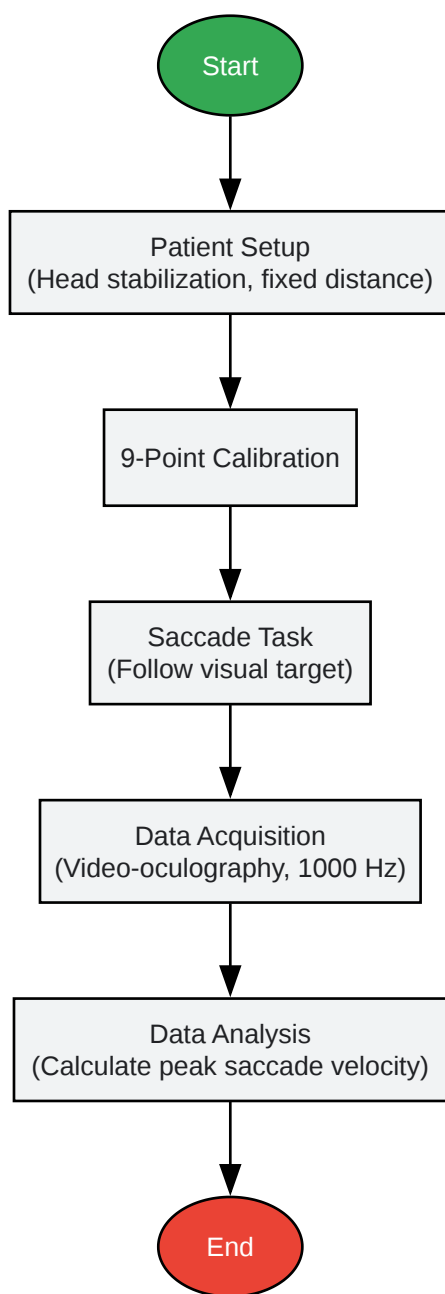 Start
Patient Setup
(Head stabilization, fixed distance)
9-Point Calibration
Saccade Task
(Follow visual target)
Data Acquisition
(Video-oculography, 1000 Hz)
Data Analysis
(Calculate peak saccade velocity)
End